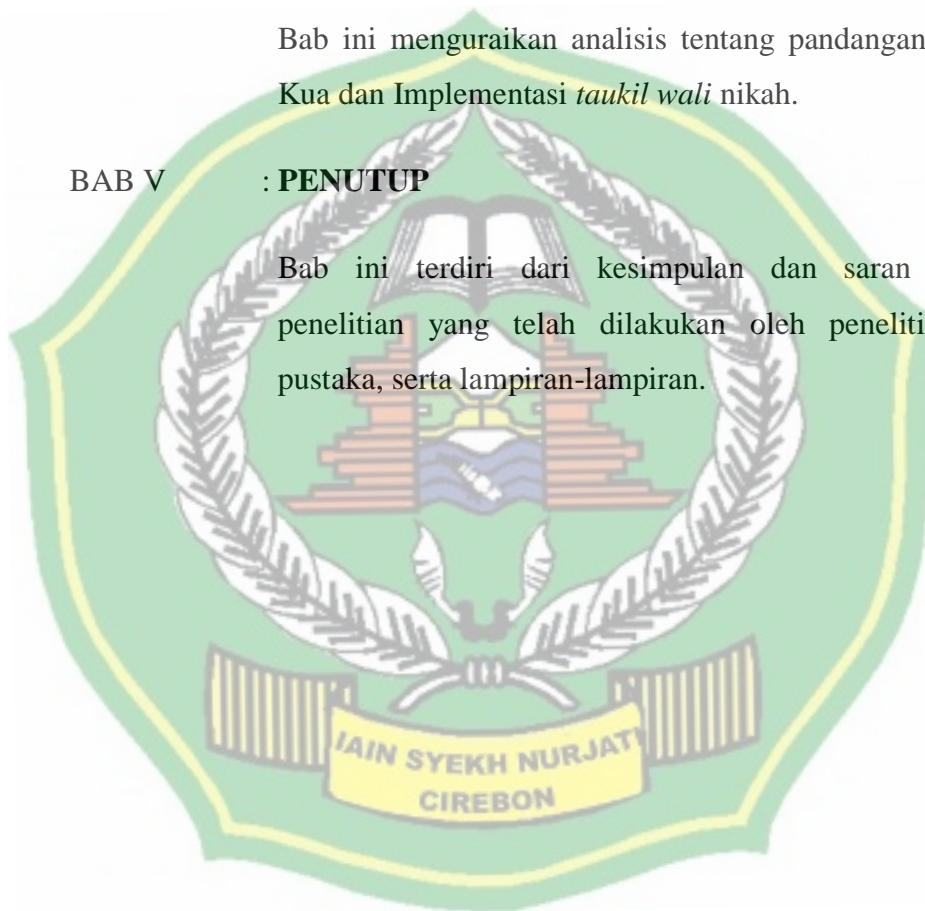 Bab ini menguraikan analisis tentang pandangan
Kua dan Implementasi taukil wali nikah.
BAB V : PENUTUP
Bab ini terdiri dari kesimpulan dan saran
penelitian yang telah dilakukan oleh peneliti
pustaka, serta lampiran-lampiran.
IAIN SYEKH NURJATI
CIREBON